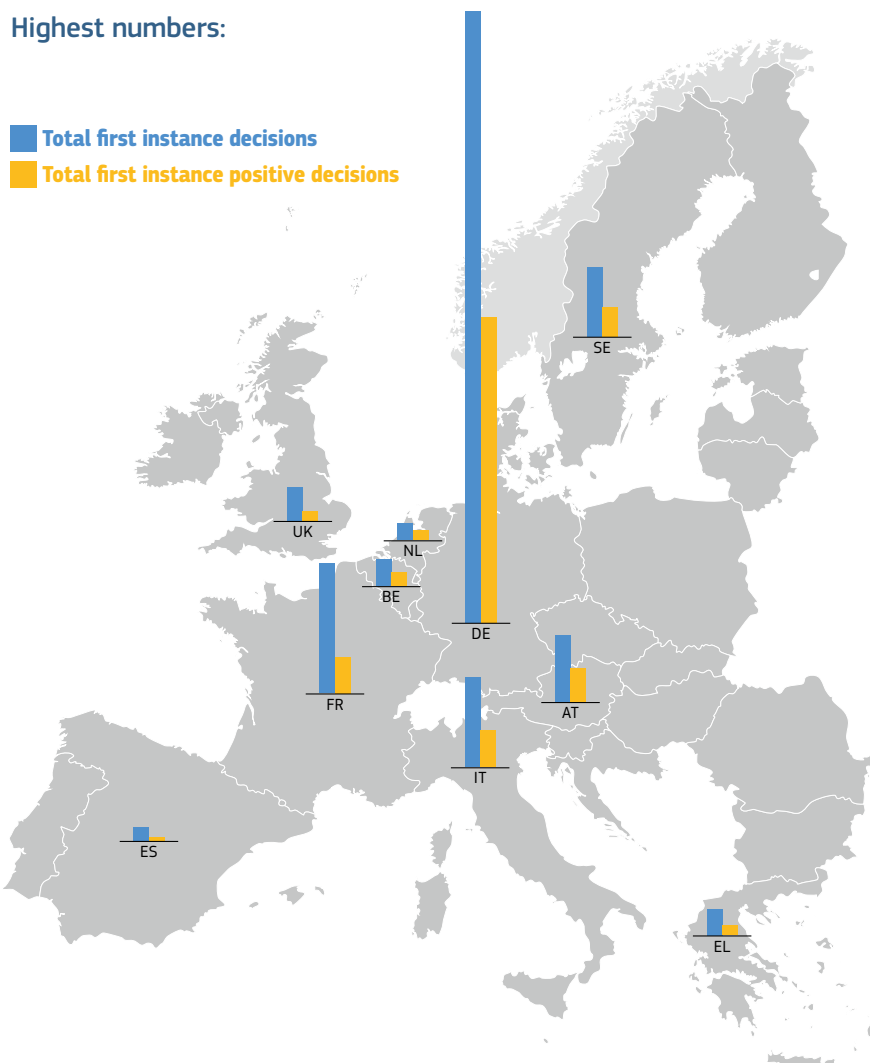 Highest numbers:
Total first instance decisions
Total first instance positive decisions
SE
UK
NL
BE
DE
FR
AT
IT
ES
EL